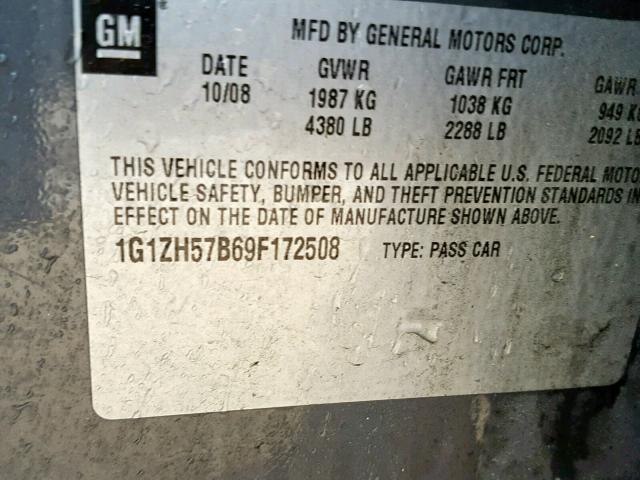 GM
MFD BY GENERAL MOTORS CORP.
DATE GVWR GAWR FRT GAWR
10/08 1987 KG 1038 KG 949 K
4380 LB 2288 LB 2092 LB
THIS VEHICLE CONFORMS TO ALL APPLICABLE U.S. FEDERAL MOTO
VEHICLE SAFETY, BUMPER, AND THEFT PREVENTION STANDARDS IN
EFFECT ON THE DATE OF MANUFACTURE SHOWN ABOVE.
1G1ZH57B69F172508 TYPE: PASS CAR